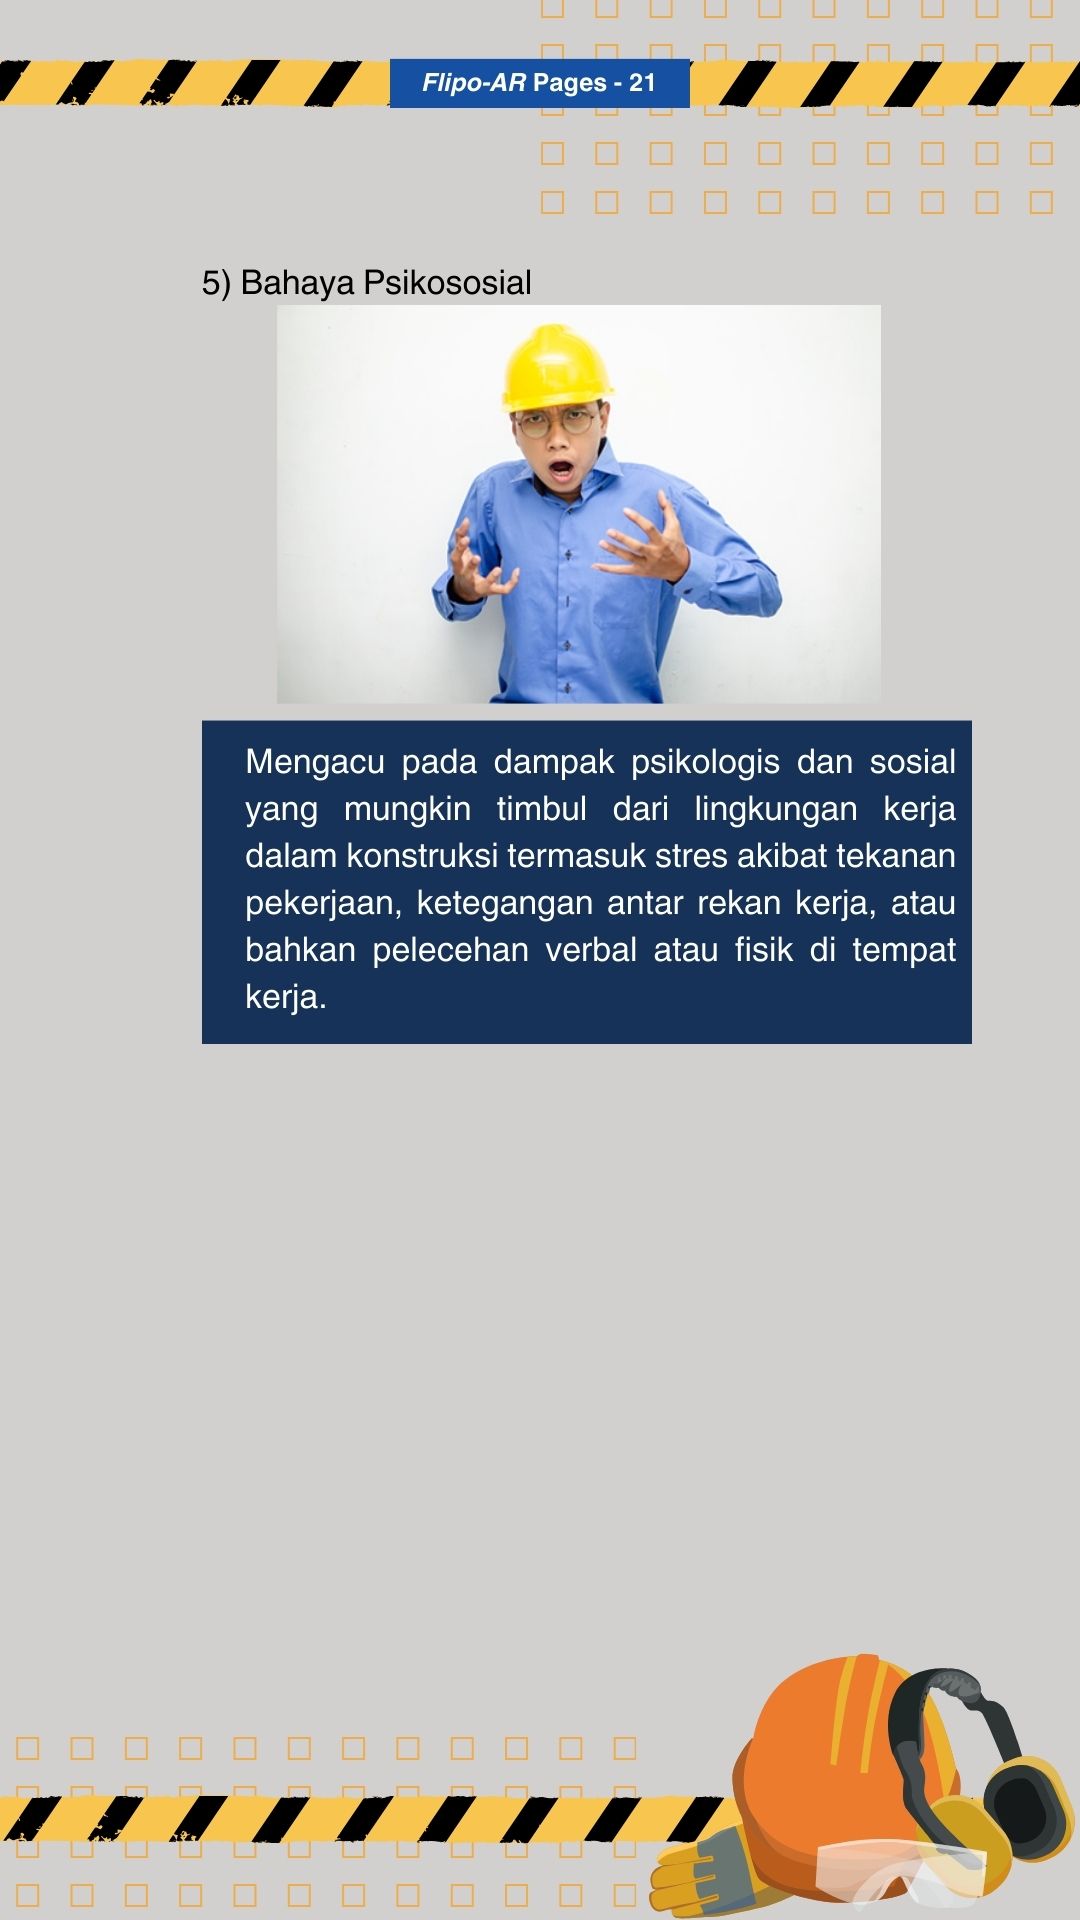 Flipo-AR Pages - 21
5) Bahaya Psikososial
Mengacu pada dampak psikologis dan sosial
yang mungkin timbul dari lingkungan kerja
dalam konstruksi termasuk stres akibat tekanan
pekerjaan, ketegangan antar rekan kerja, atau
bahkan pelecehan verbal atau fisik di tempat
kerja.